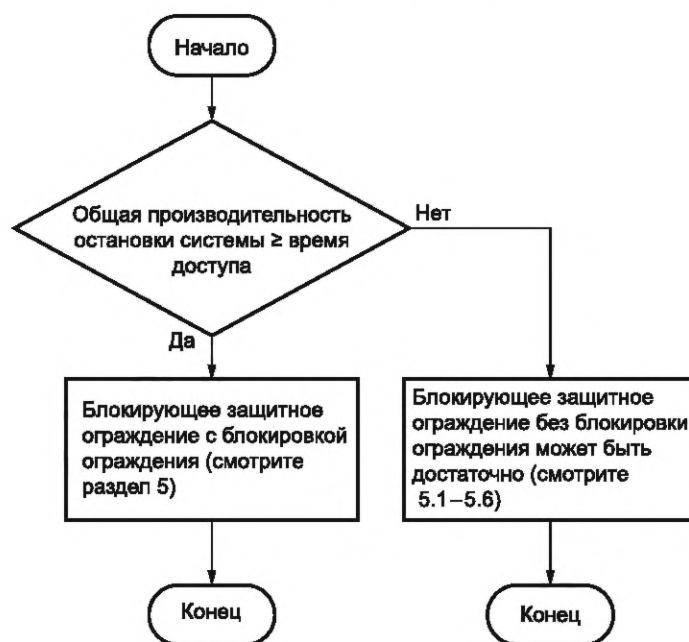 Начало
Общая производительность
остановки системы ≥ время
доступа
Нет
Да
Блокирующее защитное
ограждение с блокировкой
ограждения (смотрите
раздел 5)
Блокирующее защитное
ограждение без блокировки
ограждения может быть
достаточно (смотрите
5.1–5.6)
Конец
Конец